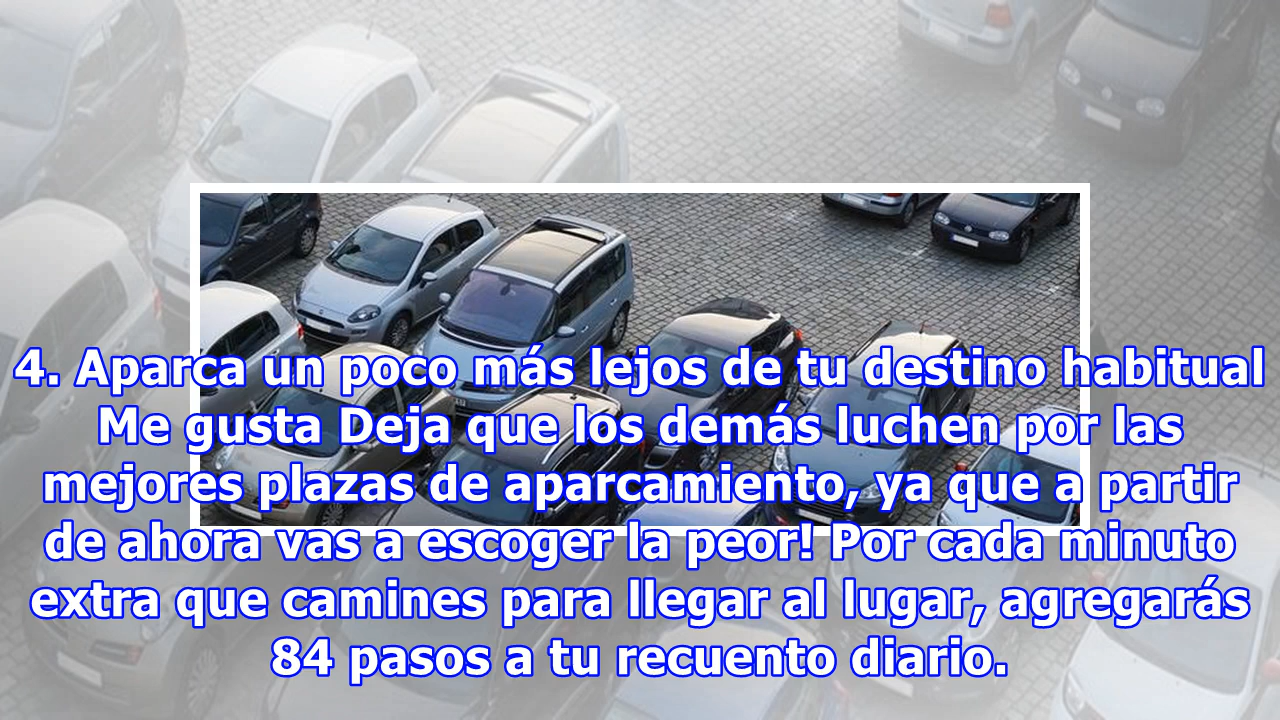 4. Aparca un poco más lejos de tu destino habitual
Me gusta Deja que los demás luchen por las
mejores plazas de aparcamiento, ya que a partir
de ahora vas a escoger la peor! Por cada minuto
extra que camines para llegar al lugar, agregarás
84 pasos a tu recuento diario.